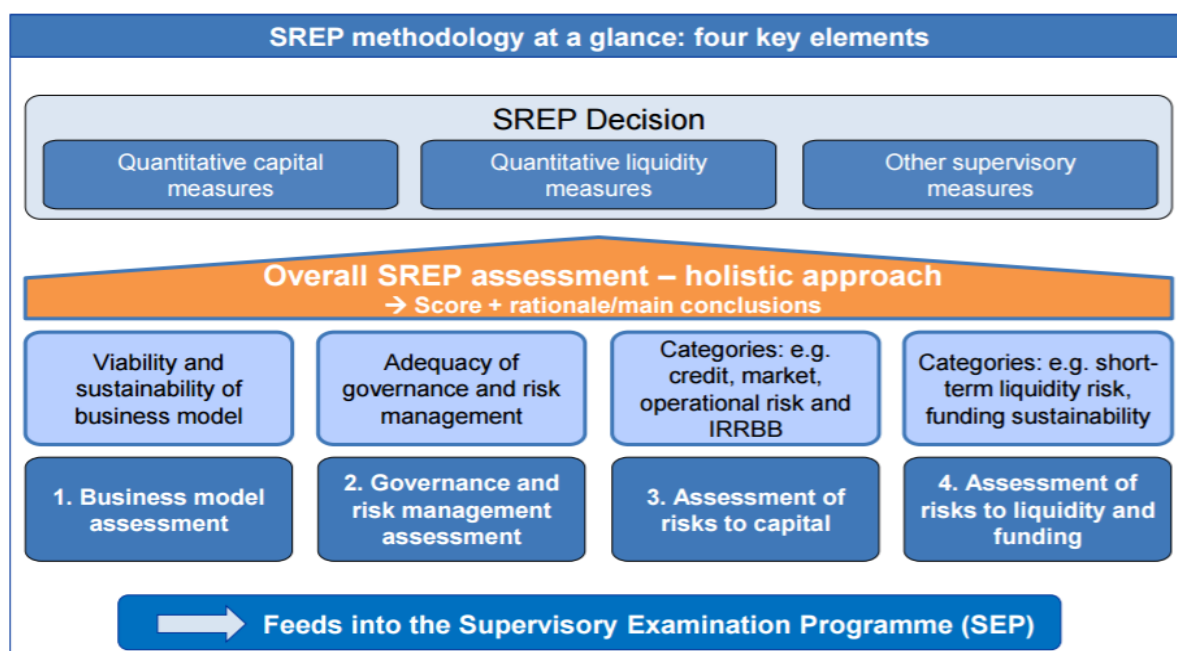 SREP methodology at a glance: four key elements
SREP Decision
Quantitative capital
measures
Quantitative liquidity
measures
Other supervisory
measures
Overall SREP assessment – holistic approach
→ Score + rationale/main conclusions
Viability and
sustainability of
business model
Adequacy of
governance and risk
management
Categories: e.g.
credit, market,
operational risk and
IRRBB
Categories: e.g. short-
term liquidity risk,
funding sustainability
1. Business model
assessment
2. Governance and
risk management
assessment
3. Assessment of
risks to capital
4. Assessment of
risks to liquidity and
funding
Feeds into the Supervisory Examination Programme (SEP)